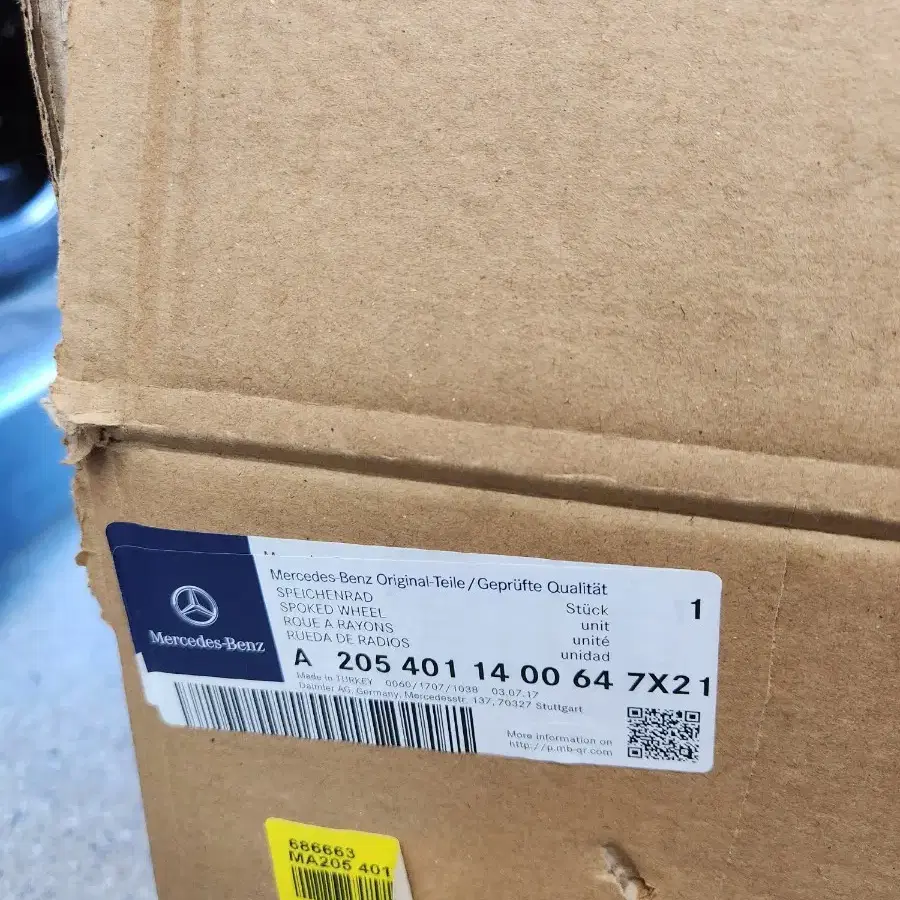 Mercedes-Benz Original-Teile/Geprüfte Qualität
SPEICHENRAD
SPOKED WHEEL
ROUE A RAYONS
RUEDA DE RADIOS
Stück
unit
unité
unidad
1
Mercedes-Benz
A 205 401 14 00 64 7X21
Made in TURKEY 0060/1707/1038 03.07.17
Daimler AG, Germany, Mercedesstr. 137, 70327 Stuttgart
More information on
http://p.mb-qr.com
686663
MA205 401